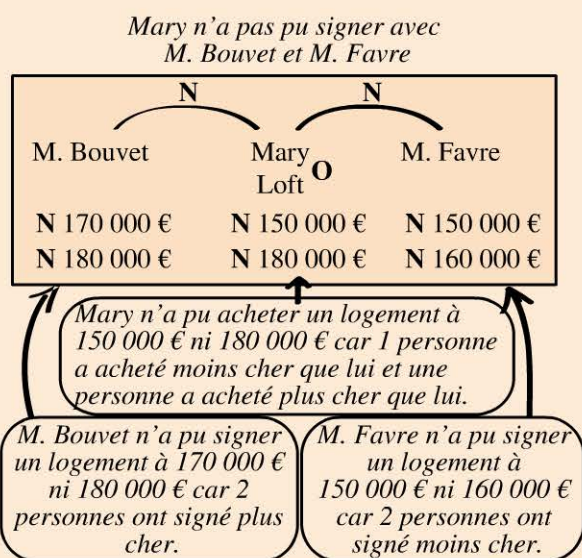 Mary n'a pas pu signer avec
M. Bouvet et M. Favre
N N
M. Bouvet Mary M. Favre
Loft O
N 170 000 € N 150 000 € N 150 000 €
N 180 000 € N 180 000 € N 160 000 €
Mary n'a pu acheter un logement à
150 000 € ni 180 000 € car 1 personne
a acheté moins cher que lui et une
personne a acheté plus cher que lui.
M. Bouvet n'a pu signer
un logement à 170 000 €
ni 180 000 € car 2
personnes ont signé plus
cher.
M. Favre n'a pu signer
un logement à
150 000 € ni 160 000 €
car 2 personnes ont
signé moins cher.